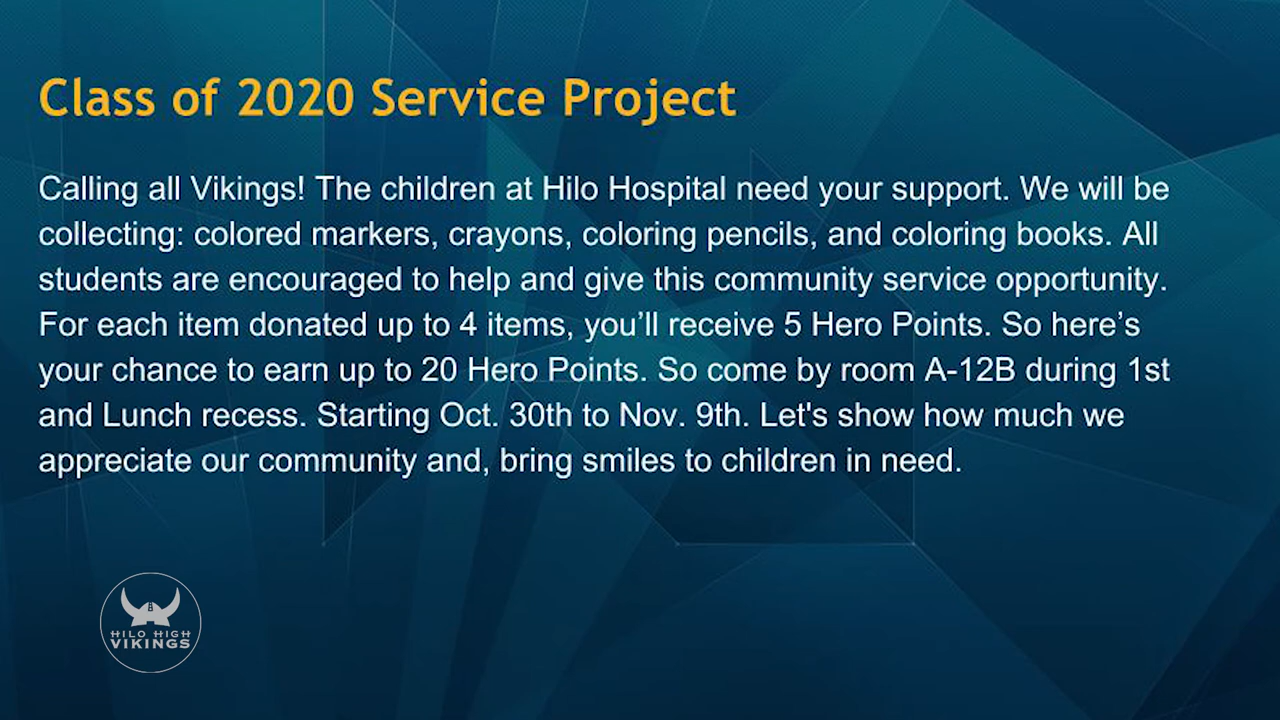 Class of 2020 Service Project
Calling all Vikings! The children at Hilo Hospital need your support. We will be
collecting: colored markers, crayons, coloring pencils, and coloring books. All
students are encouraged to help and give this community service opportunity.
For each item donated up to 4 items, you’ll receive 5 Hero Points. So here’s
your chance to earn up to 20 Hero Points. So come by room A-12B during 1st
and Lunch recess. Starting Oct. 30th to Nov. 9th. Let's show how much we
appreciate our community and, bring smiles to children in need.
HILO HIGH
VIKINGS